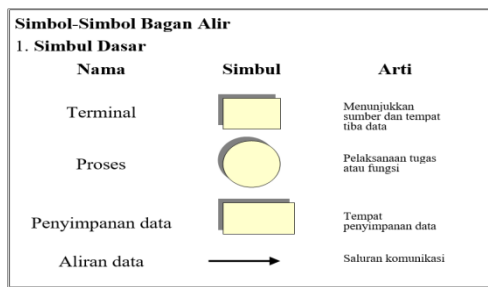 Simbol-Simbol Bagan Alir
1. Simbul Dasar
Nama Simbul Arti
Terminal
Menunjukkan
sumber dan tempat
tiba data
Proses
Pelaksanaan tugas
atau fungsi
Penyimpanan data
Tempat
penyimpanan data
Aliran data
Saluran komunikasi